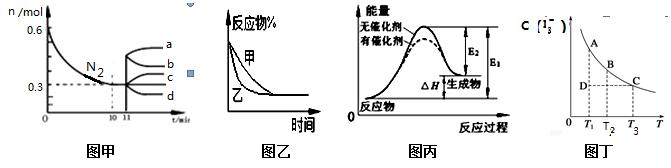 n /mol
0.6
0.3
N2
a
b
c
d
0
10
11
t/min
图甲
反应物%
甲
乙
0
时间
图乙
能量
无催化剂
有催化剂
E2
E1
△H
生成物
反应物
反应过程
图丙
C (I3-)
A
B
C
D
0
T1
T2
T3
T
图丁